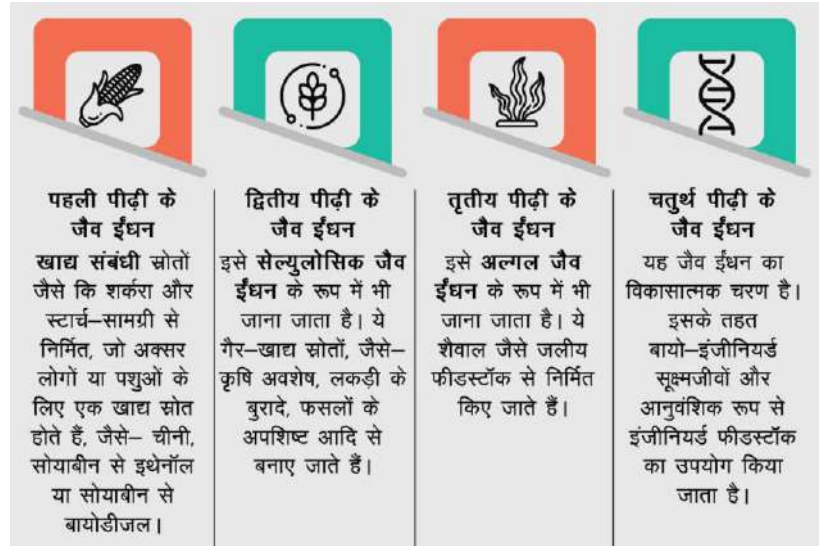 पहली पीढ़ी के
जैव ईंधन
खाद्य संबंधी स्रोतों
जैसे कि शर्करा और
स्टार्च–सामग्री से
निर्मित, जो अक्सर
लोगों या पशुओं के
लिए एक खाद्य स्रोत
होते हैं, जैसे– चीनी,
सोयाबीन से इथेनॉल
या सोयाबीन से
बायोडीजल।
द्वितीय पीढ़ी के
जैव ईंधन
इसे सेल्युलोसिक जैव
ईंधन के रूप में भी
जाना जाता है। ये
गैर–खाद्य स्रोतों, जैसे–
कृषि अवशेष, लकड़ी के
बुरादे, फसलों के
अपशिष्ट आदि से
बनाए जाते हैं।
तृतीय पीढ़ी के
जैव ईंधन
इसे अल्गल जैव
ईंधन के रूप में भी
जाना जाता है। ये
शैवाल जैसे जलीय
फीडस्टॉक से निर्मित
किए जाते हैं।
चतुर्थ पीढ़ी के
जैव ईंधन
यह जैव ईंधन का
विकासात्मक चरण है।
इसके तहत
बायो–इंजीनियर्ड
सूक्ष्मजीवों और
आनुवंशिक रूप से
इंजीनियर्ड फीडस्टॉक
का उपयोग किया
जाता है।